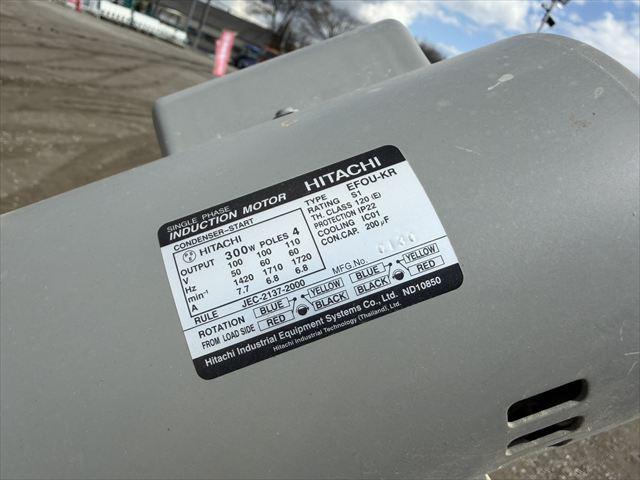 SINGLE PHASE
INDUCTION MOTOR HITACHI
CONDENSER-START
HITACHI
OUTPUT 300W POLES 4
V 100 100 110
Hz 50 60 60
min-1 1420 1710 1720
A 7.7 6.8 6.8
RULE JEC-2137-2000
TYPE EFOU-KR
RATING S1
TH. CLASS 120 (E)
PROTECTION IP22
COOLING IC01
CON.CAP. 200μF
MFG No.
ROTATION
FROM LOAD SIDE
BLUE YELLOW
RED BLACK
BLUE YELLOW
BLACK RED
Hitachi Industrial Equipment Systems Co., Ltd. ND10850
Hitachi Industrial Technology (Thailand), Ltd.